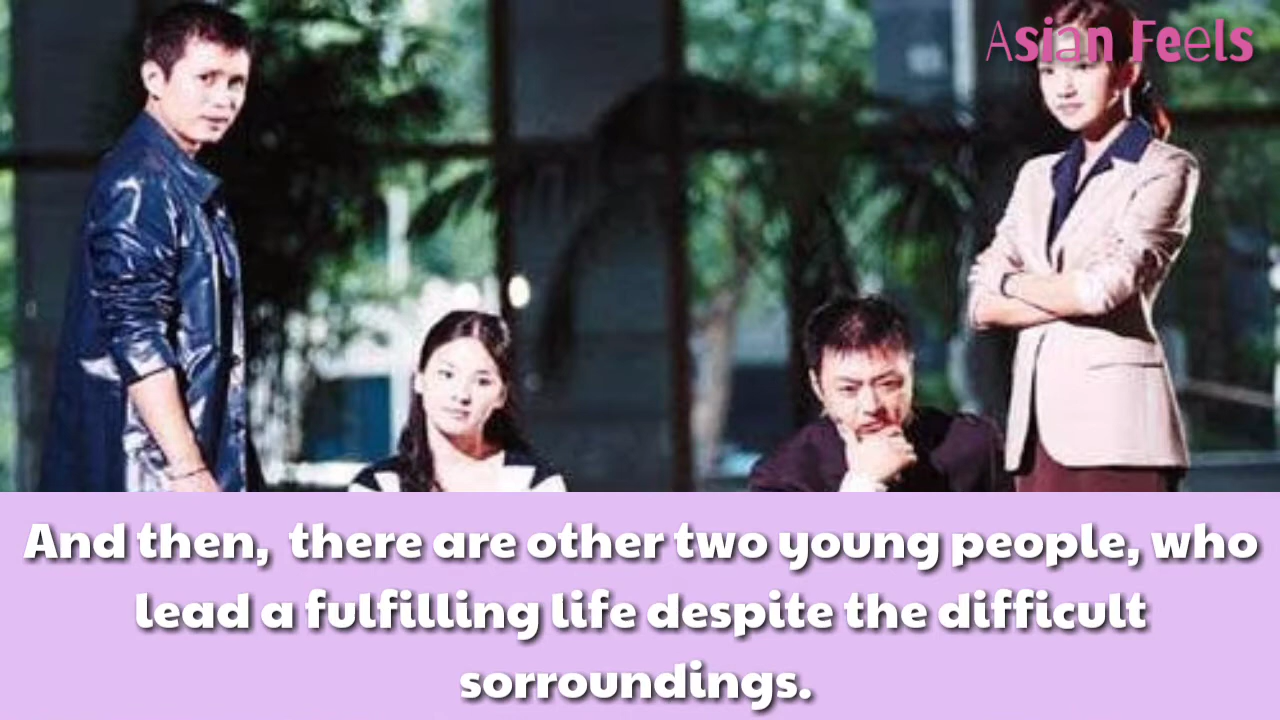 Asian Feels
And then, there are other two young people, who
lead a fulfilling life despite the difficult
sorroundings.